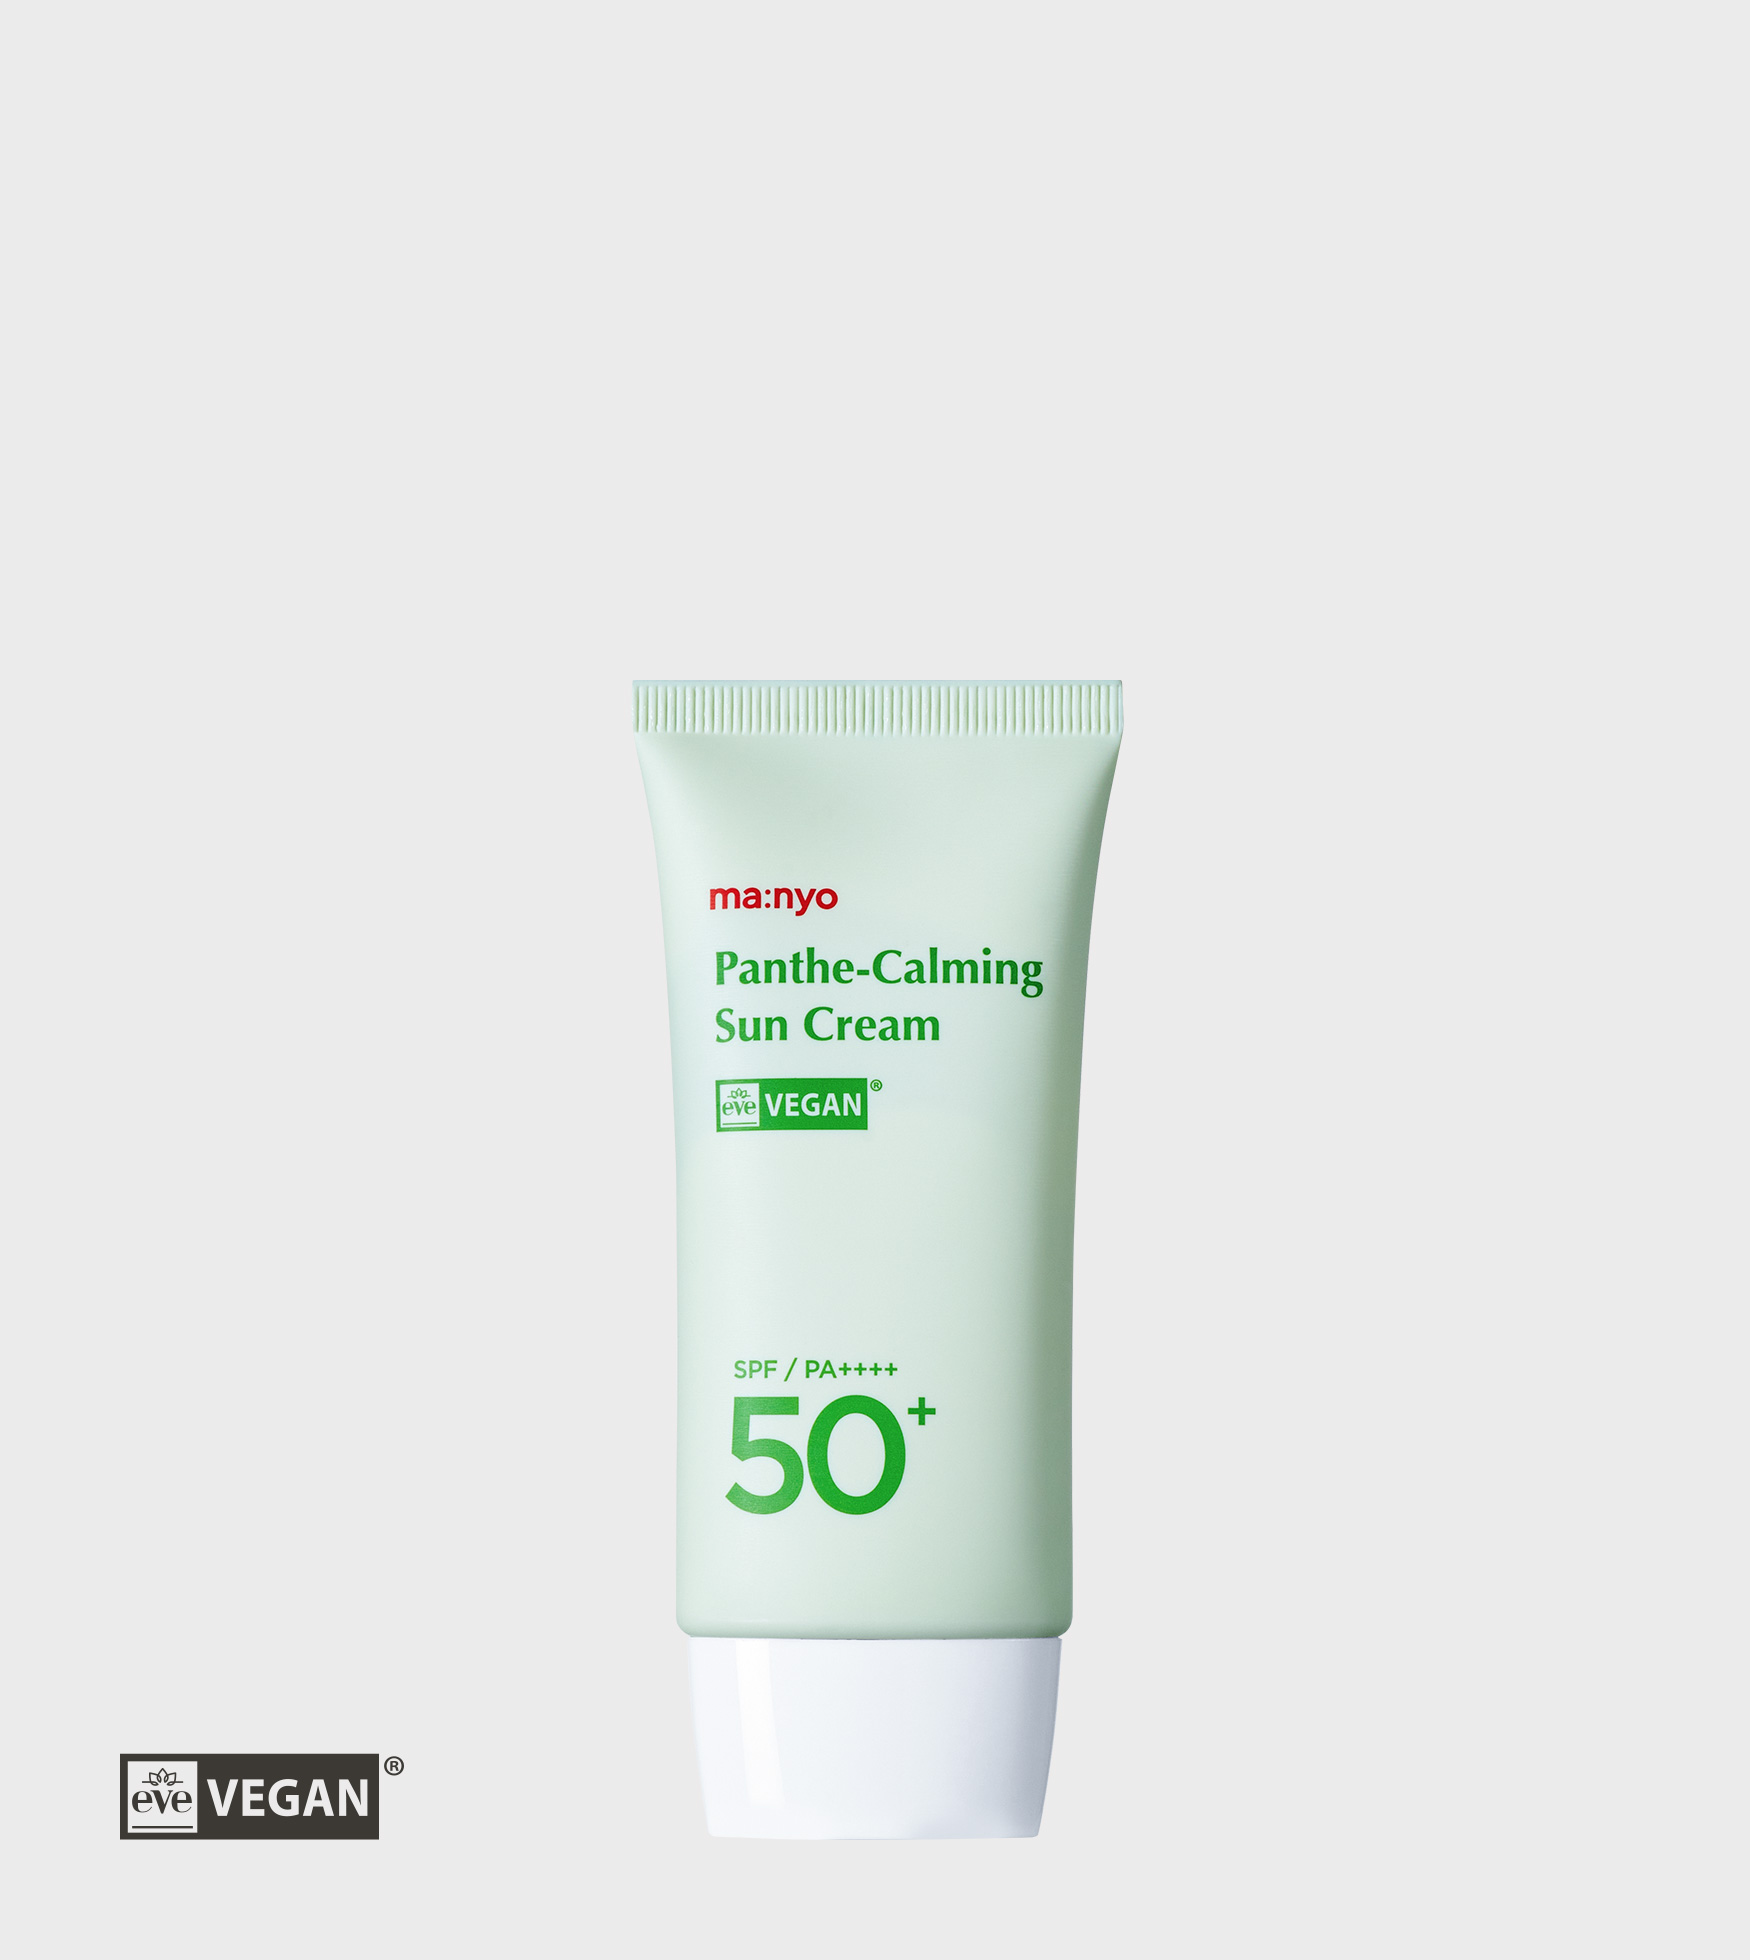 ma:nyo
Panthe-Calming
Sun Cream
eve VEGAN®
SPF / PA++++
50+
eve VEGAN®